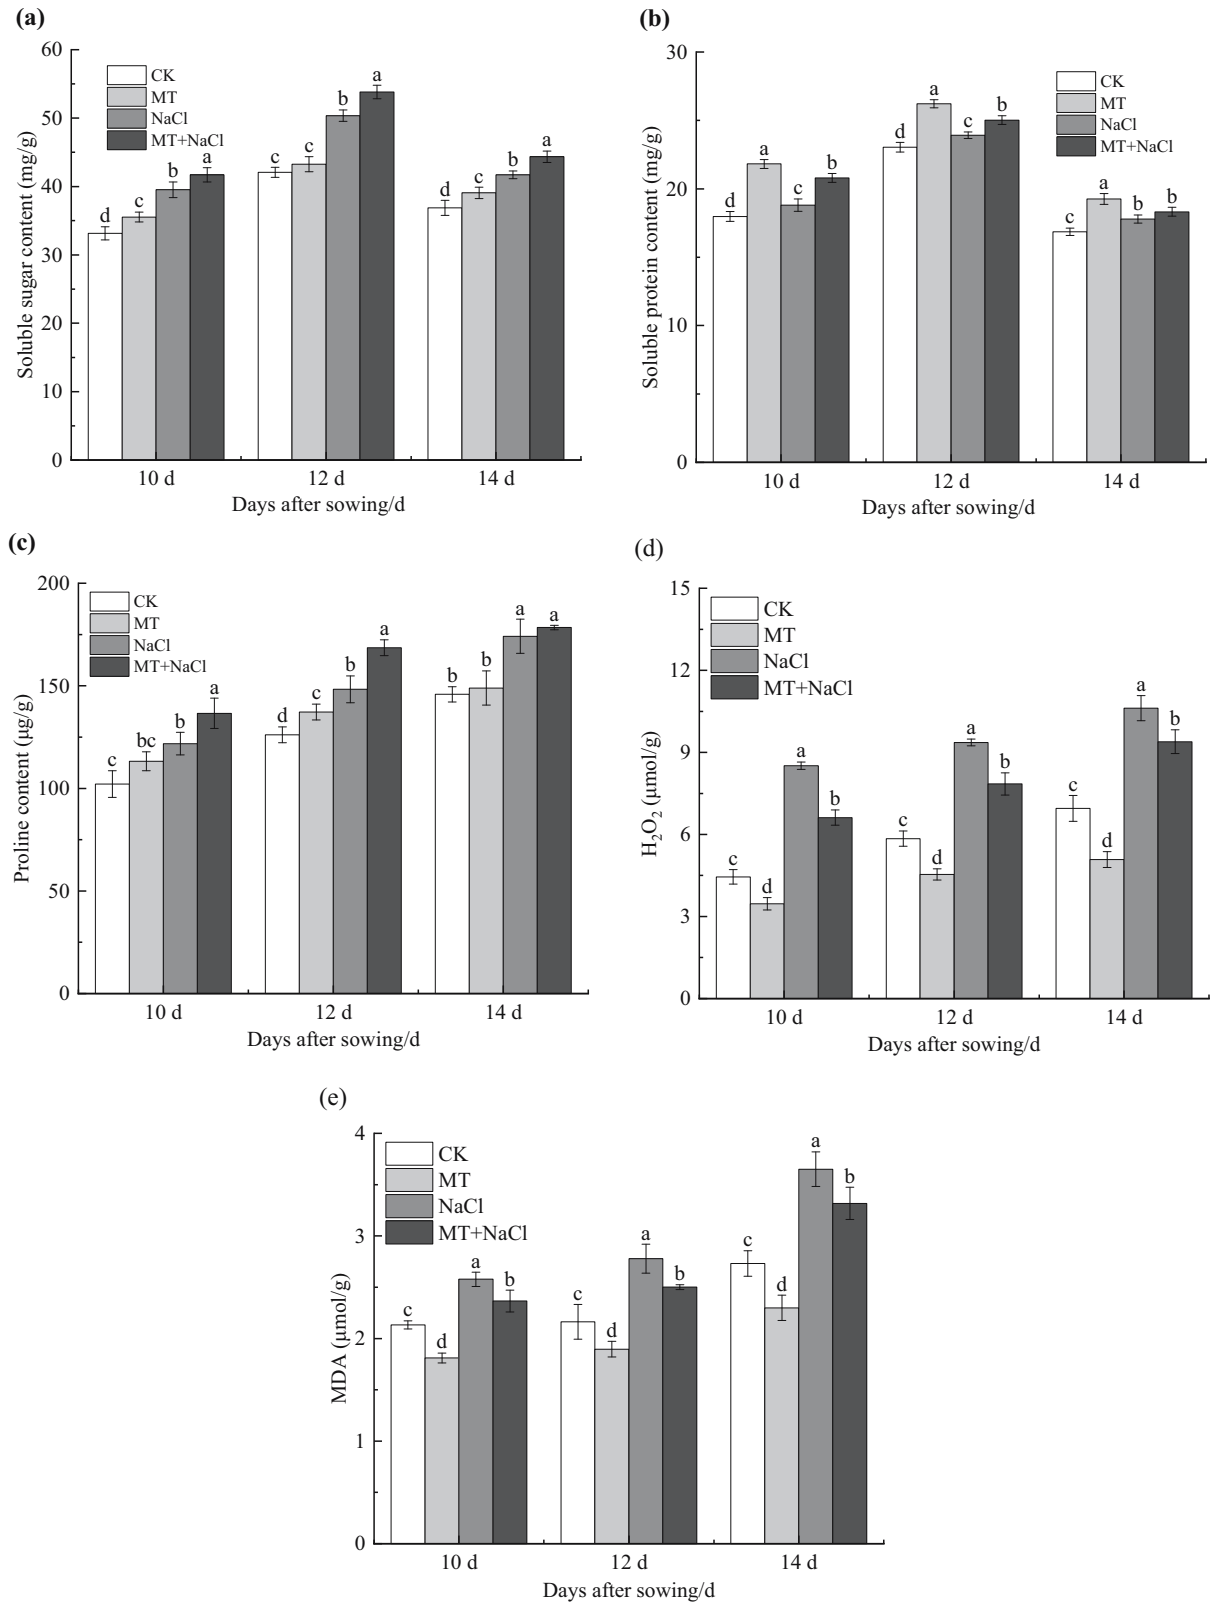 (a)
60
50
40
30
20
10
0
Soluble sugar content (mg/g)
CK
MT
NaCl
MT+NaCl
d
c
b
a
c
c
b
a
d
c
b
a
10 d
12 d
14 d
Days after sowing/d
(b)
30
20
10
0
Soluble protein content (mg/g)
CK
MT
NaCl
MT+NaCl
d
a
c
b
d
a
c
b
c
a
b
b
10 d
12 d
14 d
Days after sowing/d
(c)
200
150
100
50
0
Proline content (μg/g)
CK
MT
NaCl
MT+NaCl
c
bc
b
a
d
c
b
a
b
b
a
a
10 d
12 d
14 d
Days after sowing/d
(d)
15
12
9
6
3
0
H₂O₂ (μmol/g)
CK
MT
NaCl
MT+NaCl
c
d
a
b
c
d
a
b
c
d
a
b
10 d
12 d
14 d
Days after sowing/d
(e)
4
3
2
1
0
MDA (μmol/g)
CK
MT
NaCl
MT+NaCl
c
d
a
b
c
d
a
b
c
d
a
b
10 d
12 d
14 d
Days after sowing/d